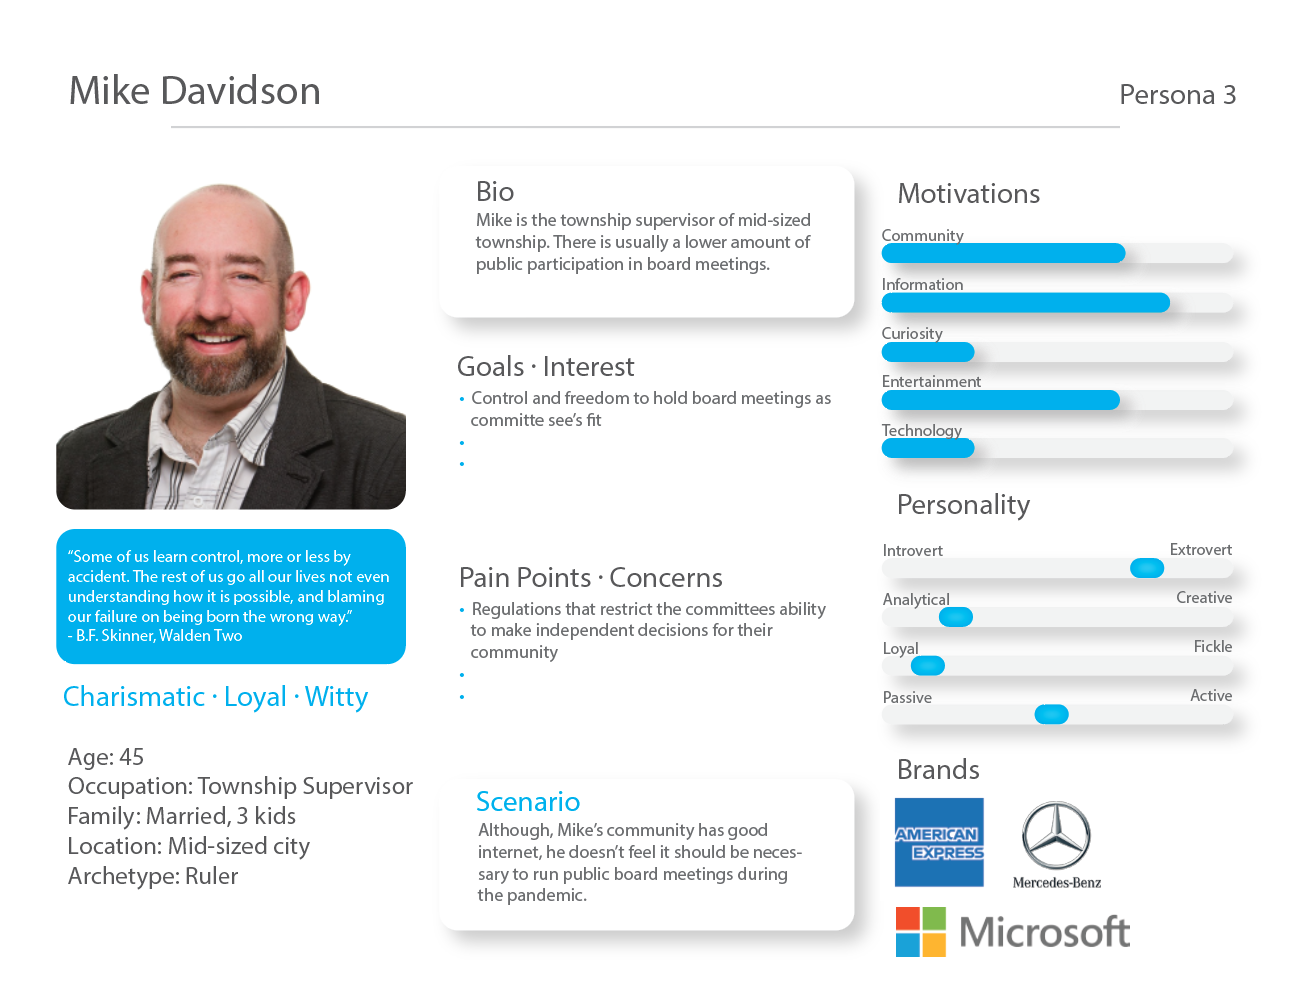 Mike Davidson
Persona 3
“Some of us learn control, more or less by
accident. The rest of us go all our lives not even
understanding how it is possible, and blaming
our failure on being born the wrong way.”
- B.F. Skinner, Walden Two
Charismatic · Loyal · Witty
Age: 45
Occupation: Township Supervisor
Family: Married, 3 kids
Location: Mid-sized city
Archetype: Ruler
Bio
Mike is the township supervisor of mid-sized
township. There is usually a lower amount of
public participation in board meetings.
Goals · Interest
• Control and freedom to hold board meetings as
committe see’s fit
•
•
Pain Points · Concerns
• Regulations that restrict the committees ability
to make independent decisions for their
community
•
•
Scenario
Although, Mike’s community has good
internet, he doesn’t feel it should be neces-
sary to run public board meetings during
the pandemic.
Motivations
Community
Information
Curiosity
Entertainment
Technology
Personality
Introvert Extrovert
Analytical Creative
Loyal Fickle
Passive Active
Brands
AMERICAN
EXPRESS
Mercedes-Benz
Microsoft